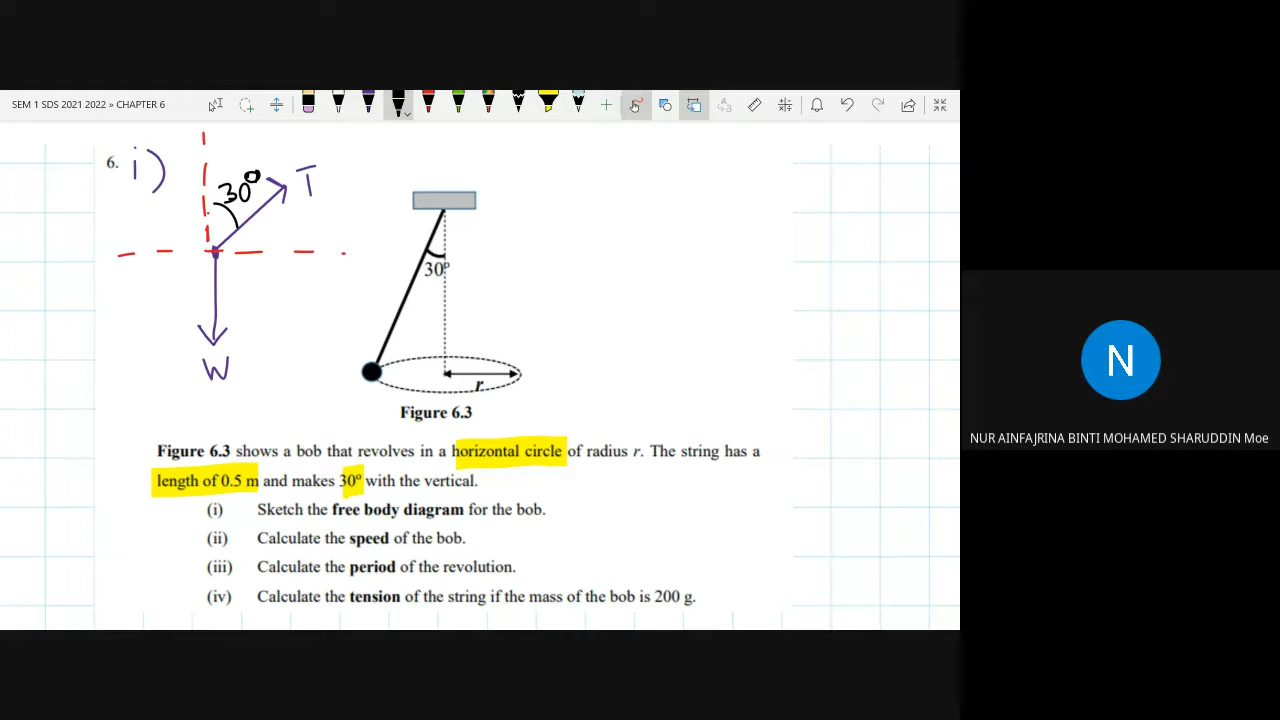 SEM 1 SDS 2021 2022 » CHAPTER 6
6. i)
30°
T
W
30°
r
Figure 6.3
Figure 6.3 shows a bob that revolves in a horizontal circle of radius r. The string has a
length of 0.5 m and makes 30° with the vertical.
(i) Sketch the free body diagram for the bob.
(ii) Calculate the speed of the bob.
(iii) Calculate the period of the revolution.
(iv) Calculate the tension of the string if the mass of the bob is 200 g.
N
NUR AINFAJRINA BINTI MOHAMED SHARUDDIN Moe